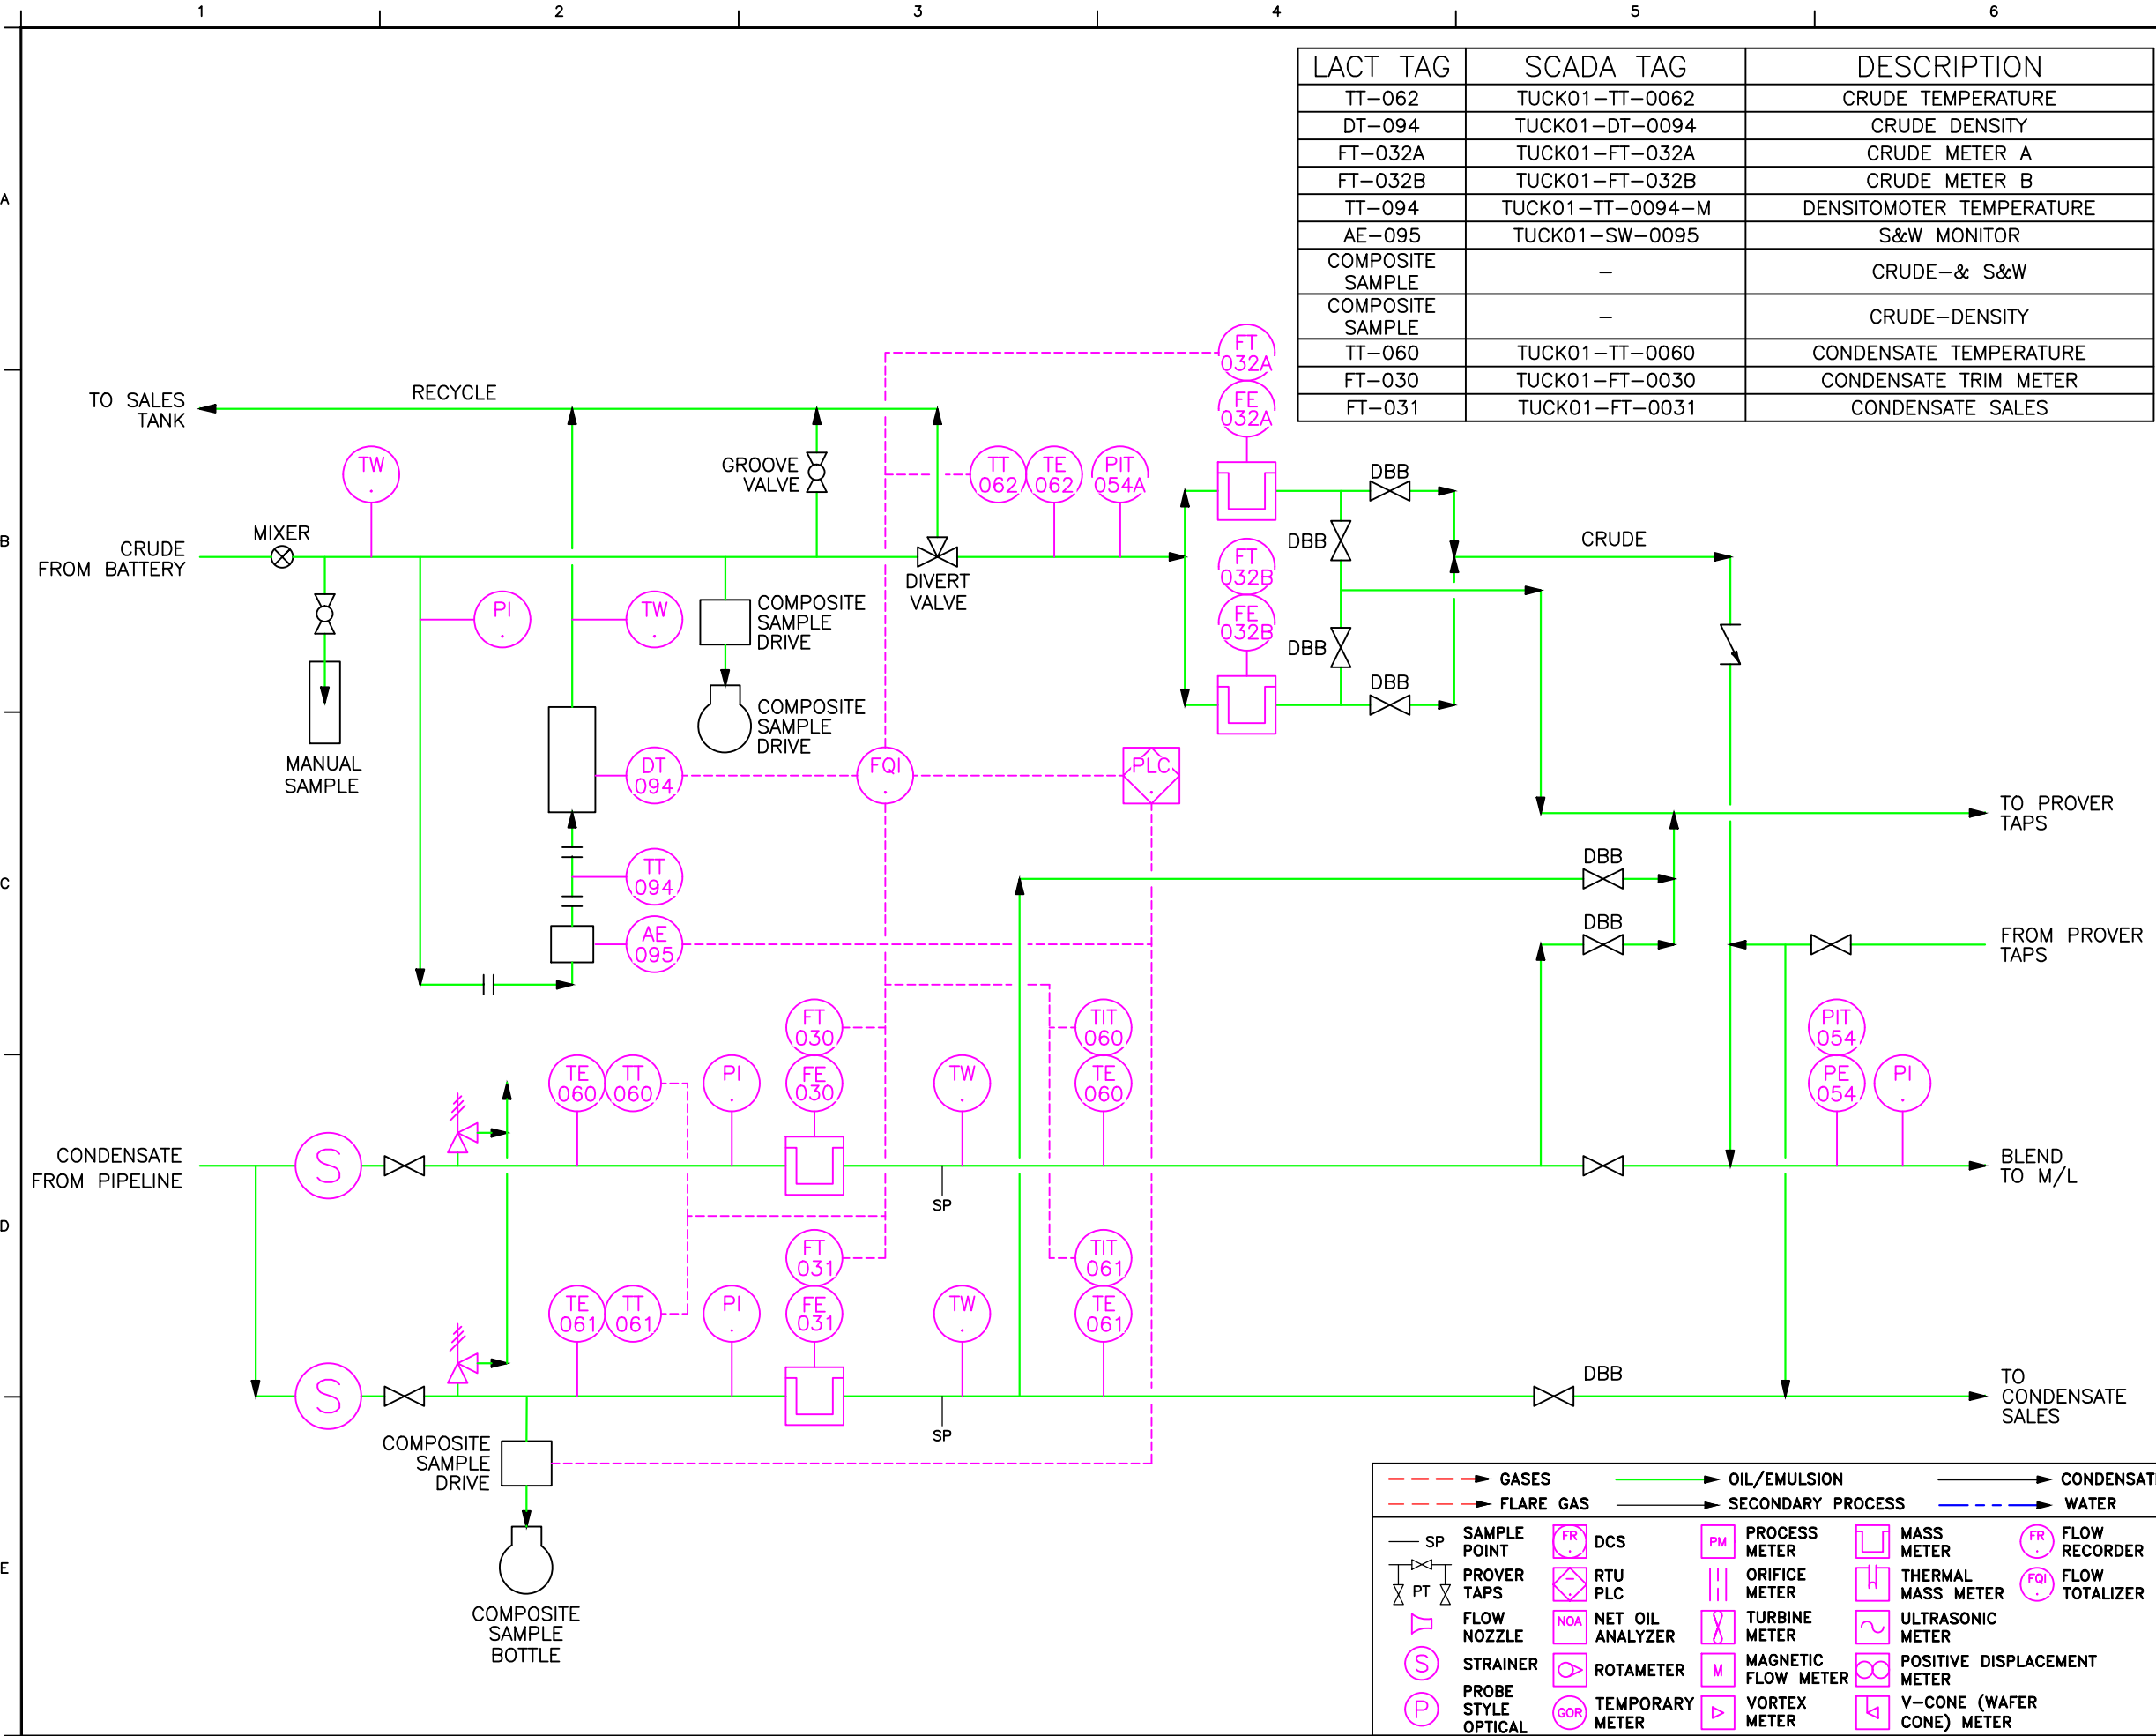 1 2 3 4 5 6
A
B
C
D
E
LACT TAG SCADA TAG DESCRIPTION
TT-062 TUCK01-TT-0062 CRUDE TEMPERATURE
DT-094 TUCK01-DT-0094 CRUDE DENSITY
FT-032A TUCK01-FT-032A CRUDE METER A
FT-032B TUCK01-FT-032B CRUDE METER B
TT-094 TUCK01-TT-0094-M DENSITOMOTER TEMPERATURE
AE-095 TUCK01-SW-0095 S&W MONITOR
COMPOSITE
SAMPLE - CRUDE-& S&W
COMPOSITE
SAMPLE - CRUDE-DENSITY
TT-060 TUCK01-TT-0060 CONDENSATE TEMPERATURE
FT-030 TUCK01-FT-0030 CONDENSATE TRIM METER
FT-031 TUCK01-FT-0031 CONDENSATE SALES
FT
032A
FE
032A
TO SALES
TANK
RECYCLE
TW
GROOVE
VALVE
TT
062
TE
062
PIT
054A
DBB
MIXER
CRUDE
FROM BATTERY
DIVERT
VALVE
DBB
FT
032B
FE
032B
CRUDE
PI
TW
COMPOSITE
SAMPLE
DRIVE
DBB
DBB
COMPOSITE
SAMPLE
DRIVE
MANUAL
SAMPLE
DT
094
FQI
PLC
TO PROVER
TAPS
TT
094
DBB
AE
095
DBB
FROM PROVER
TAPS
FT
030
TIT
060
PIT
054
TE
060
TT
060
PI
FE
030
TW
TE
060
PE
054
PI
CONDENSATE
FROM PIPELINE
S
SP
BLEND
TO M/L
FT
031
TIT
061
TE
061
TT
061
PI
FE
031
TW
TE
061
S
SP
DBB
TO
CONDENSATE
SALES
COMPOSITE
SAMPLE
DRIVE
COMPOSITE
SAMPLE
BOTTLE
GASES OIL/EMULSION CONDENSAT
FLARE GAS SECONDARY PROCESS WATER
SP SAMPLE
POINT
FR DCS
PM PROCESS
METER
MASS
METER
FR FLOW
RECORDER
PT PROVER
TAPS
RTU
PLC
ORIFICE
METER
THERMAL
MASS METER
FQI FLOW
TOTALIZER
FLOW
NOZZLE
NOA NET OIL
ANALYZER
TURBINE
METER
ULTRASONIC
METER
S STRAINER
ROTAMETER
M MAGNETIC
FLOW METER
POSITIVE DISPLACEMENT
METER
P PROBE
STYLE
OPTICAL
GOR TEMPORARY
METER
VORTEX
METER
V-CONE (WAFER
CONE) METER